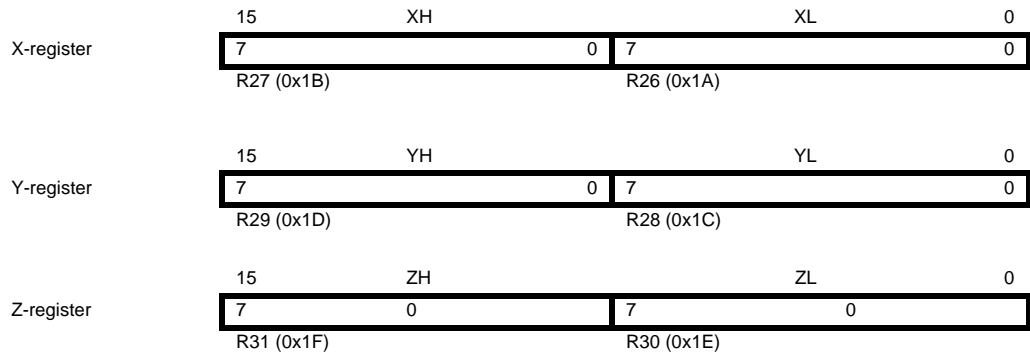 15 XH XL 0
X-register 7 0 7 0
R27 (0x1B) R26 (0x1A)
15 YH YL 0
Y-register 7 0 7 0
R29 (0x1D) R28 (0x1C)
15 ZH ZL 0
Z-register 7 0 7 0
R31 (0x1F) R30 (0x1E)